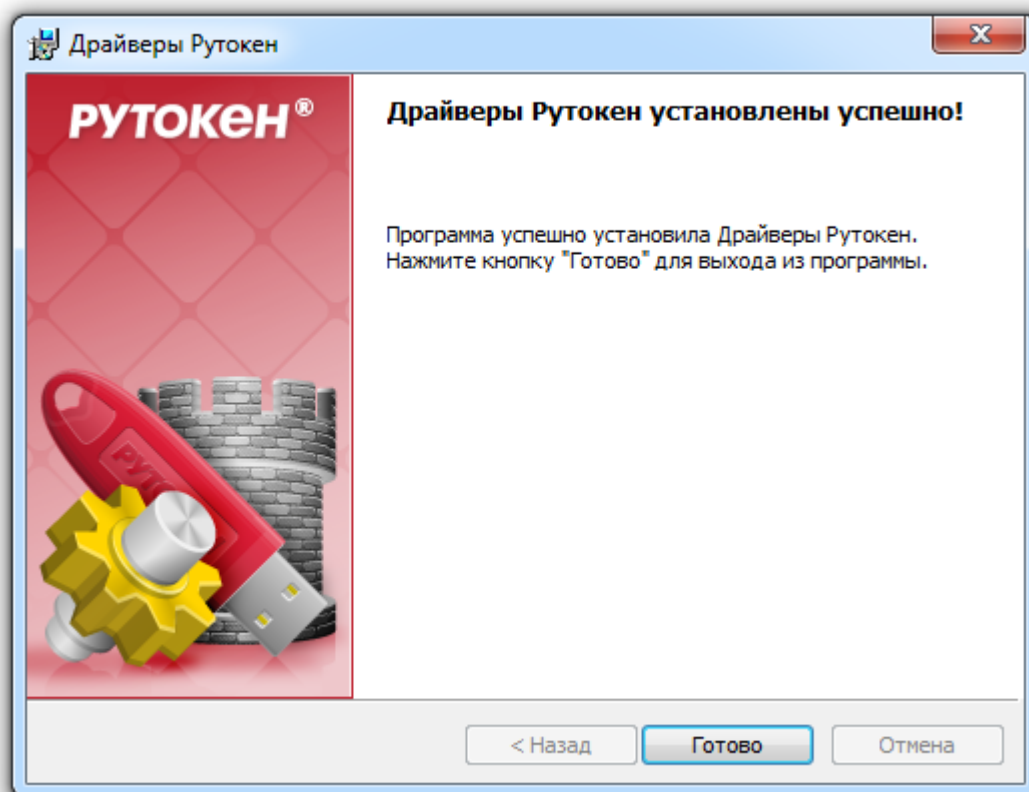 Драйверы Рутокен
РУТОКЕН®
Драйверы Рутокен установлены успешно!
Программа успешно установила Драйверы Рутокен.
Нажмите кнопку "Готово" для выхода из программы.
< Назад
Готово
Отмена